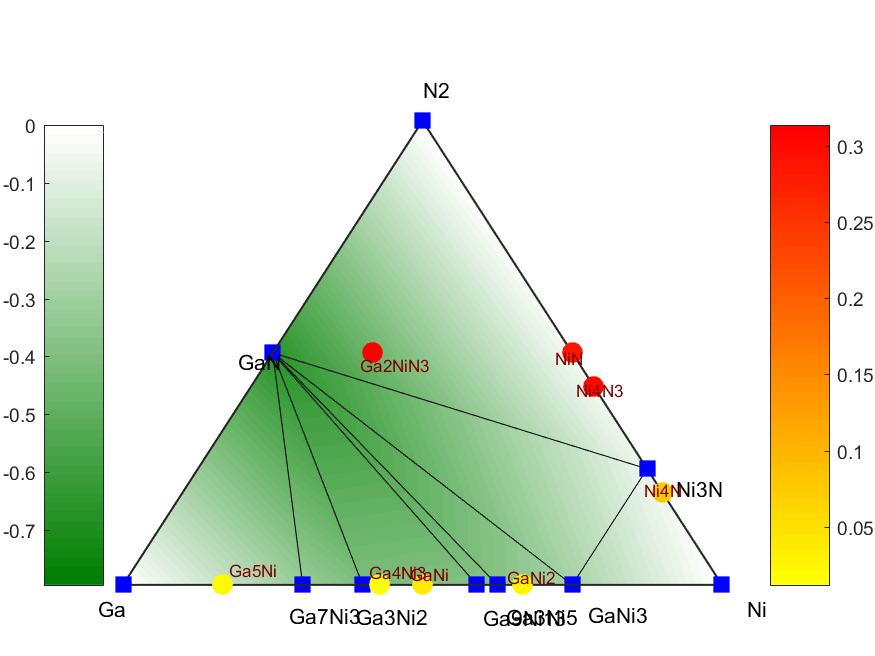 N2
0
-0.1
-0.2
-0.3
-0.4
-0.5
-0.6
-0.7
0.3
0.25
0.2
0.15
0.1
0.05
GaN
Ga2NiN3
NiN
Ni4N3
Ni4N
Ni3N
Ga5Ni
Ga4Ni3
GaNi
GaNi2
Ga
Ga7Ni3
Ga3Ni2
Ga9Ni13
Ga3Ni5
GaNi3
Ni